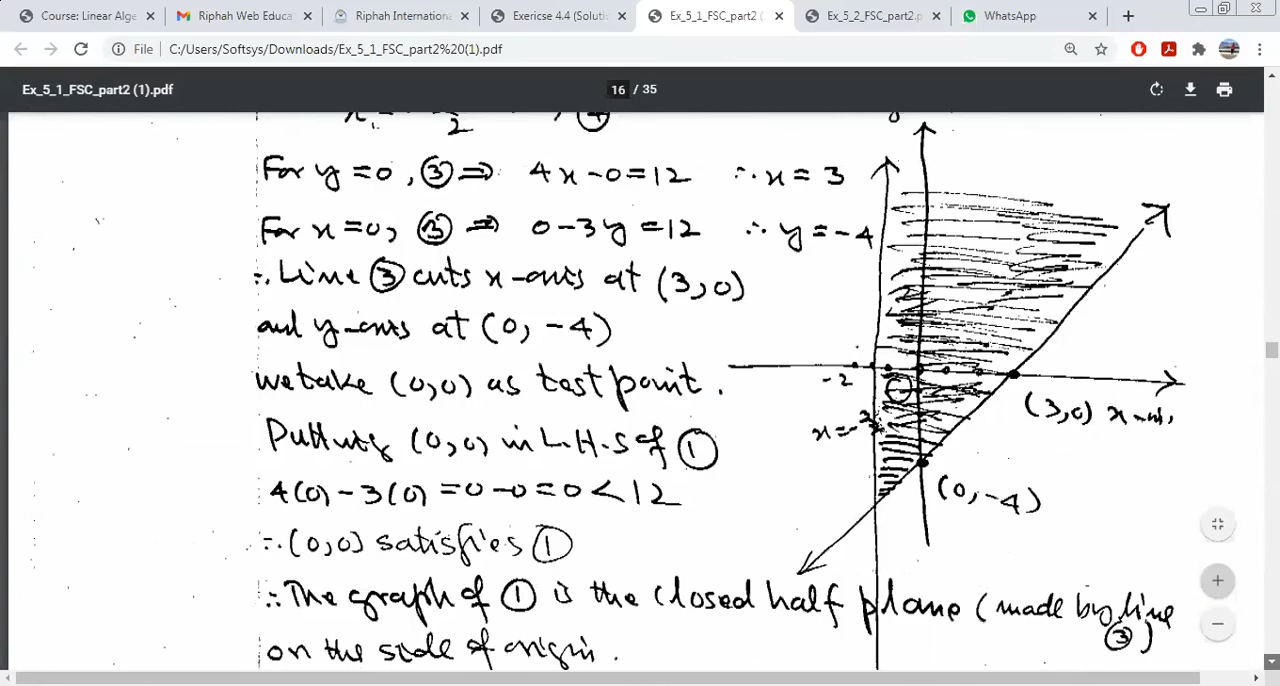 Course: Linear Alge
Riphah Web Educa
Riphah Internationa
Exericse 4.4 (Soluti
Ex_5_1_FSC_part2 (
Ex_5_2_FSC_part2.p
WhatsApp
File
C:/Users/Softsys/Downloads/Ex_5_1_FSC_part2%20(1).pdf
Ex_5_1_FSC_part2 (1).pdf
16 / 35
For y = 0, ③ ⇒ 4x - 0 = 12 ∴ x = 3
For x = 0, ③ ⇒ 0 - 3y = 12 ∴ y = -4
∴ Line ③ cuts x-axis at (3,0)
and y-axis at (0, -4)
we take (0,0) as test point.
Putting (0,0) in L.H.S of ①
4(0) - 3(0) = 0 - 0 = 0 < 12
∴ (0,0) satisfies ①
∴ The graph of ① is the closed half plane (made by line
③)
on the side of origin.
-2
(3,0) x-axis
(0, -4)